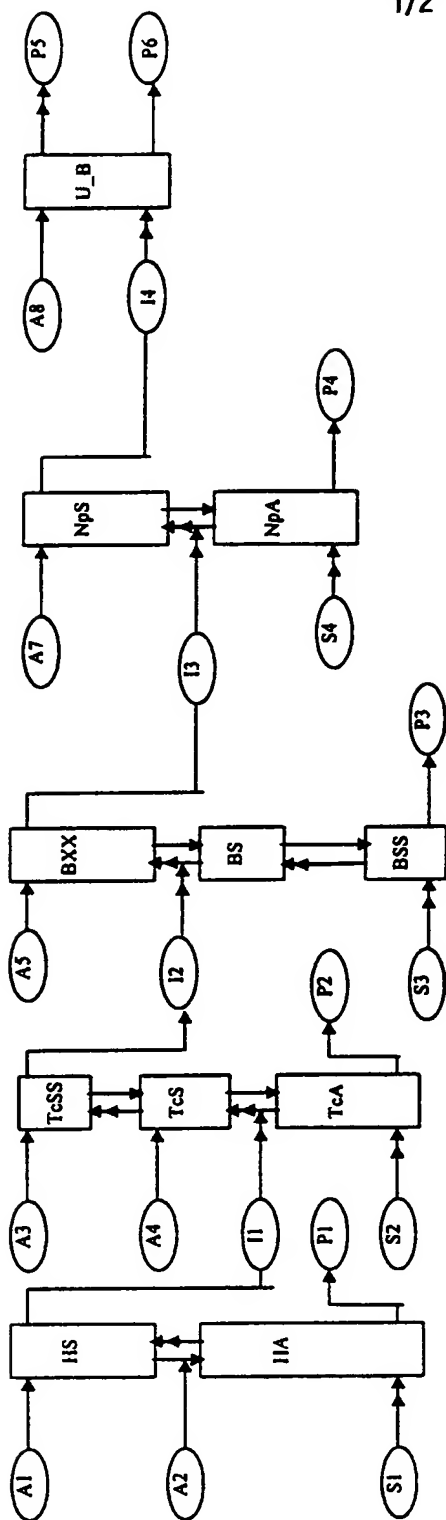 1/2
A1
HS
A3
TcSS
A5
BXX
A7
NpS
A8
U_B
P5
A2
A4
TcS
I2
BS
I3
I4
P6
HA
I1
TcA
NpA
P1
P2
S4
P4
S1
S2
S3
BSS
P3